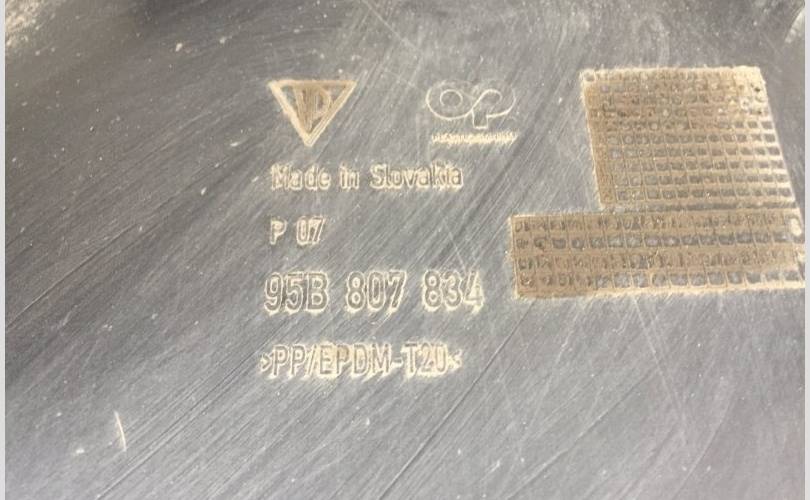 Made in Slovakia
P 07
95B 807 834
>PP/EPDM-T20<